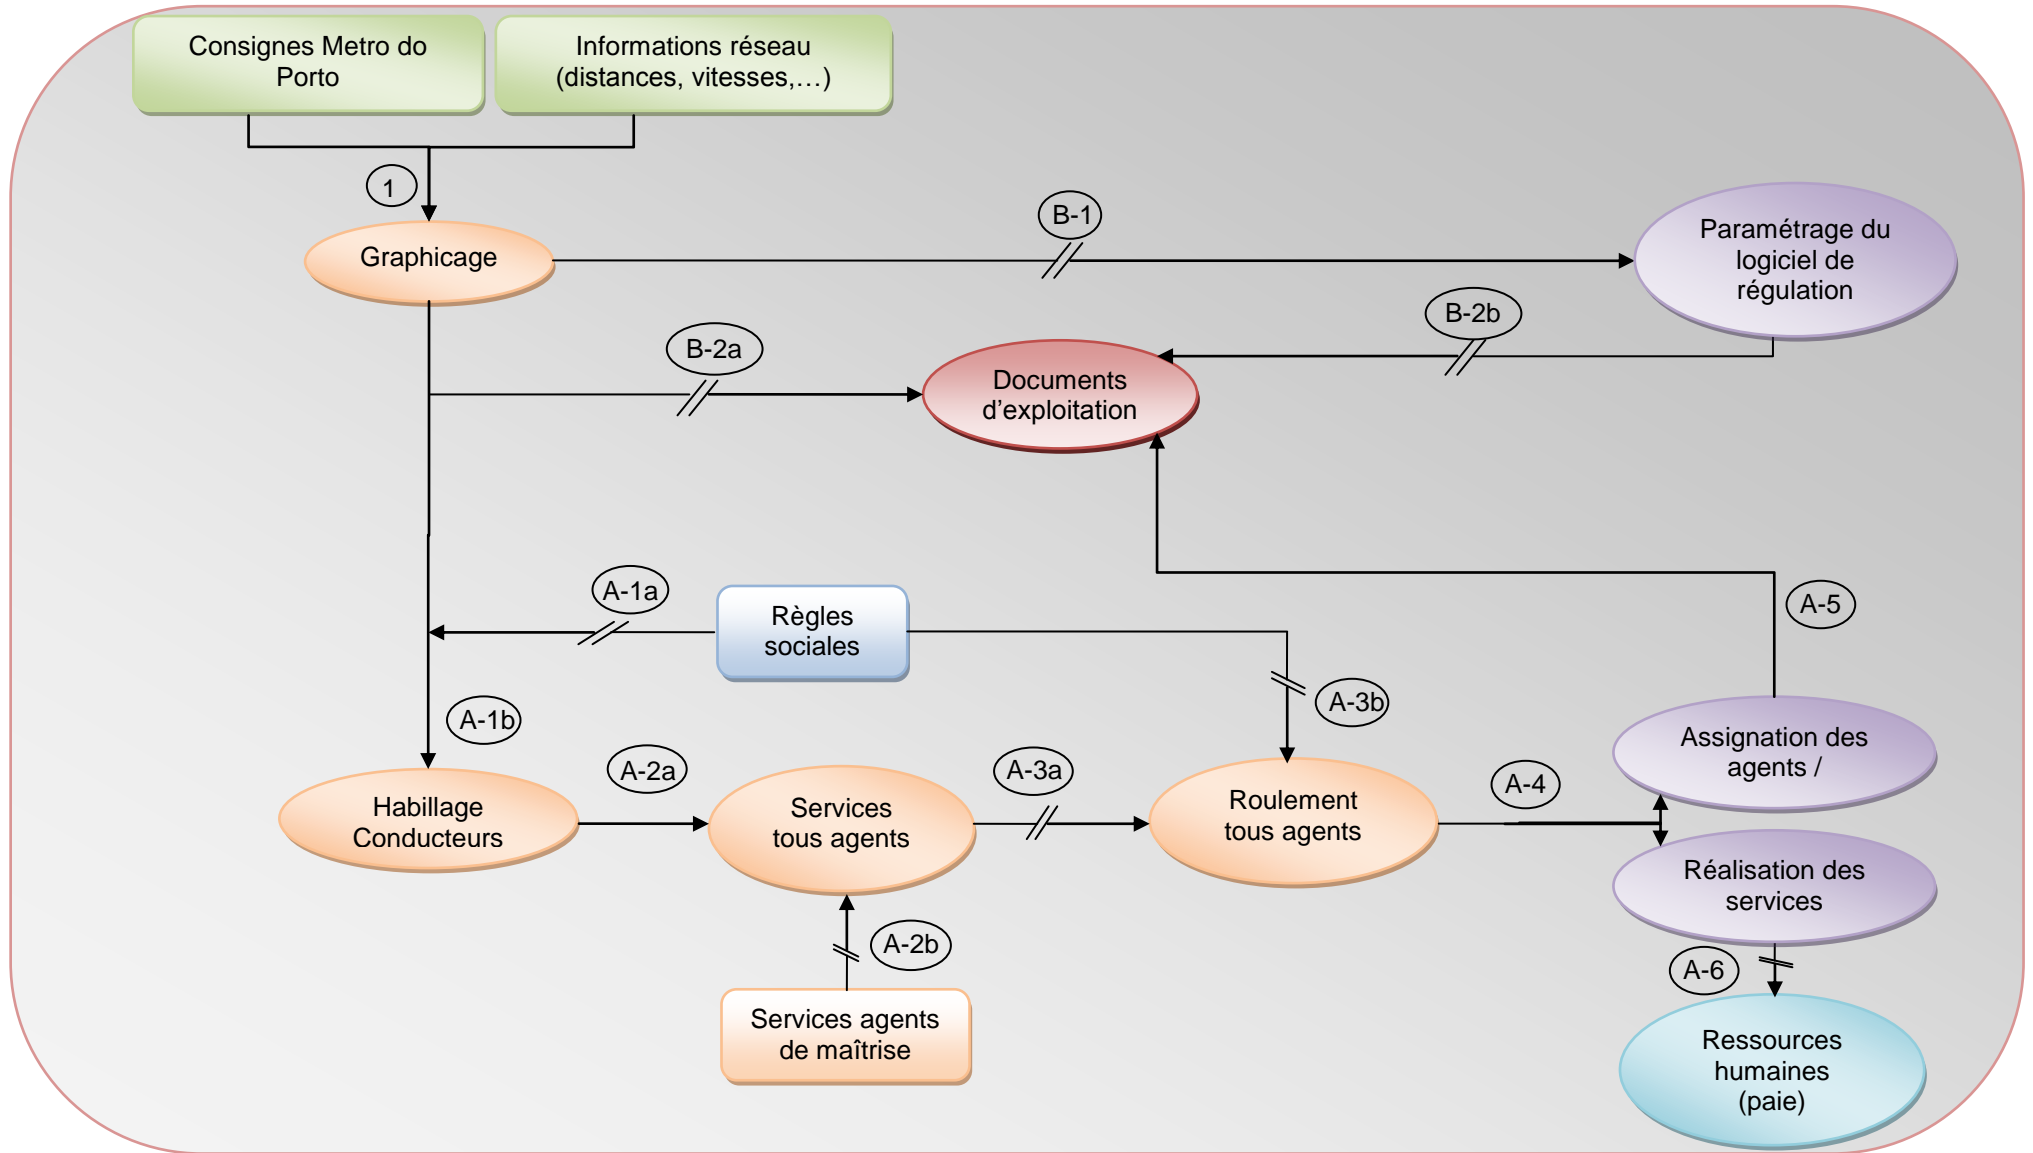 Consignes Metro do
Porto
Informations réseau
(distances, vitesses,…)
1
Graphicage
B-1
Paramétrage du
logiciel de
régulation
B-2b
B-2a
Documents
d’exploitation
A-1a
Règles
sociales
A-5
A-1b
A-3b
A-2a
A-3a
A-4
Assignation des
agents /
Habillage
Conducteurs
Services
tous agents
Roulement
tous agents
Réalisation des
services
A-2b
A-6
Services agents
de maîtrise
Ressources
humaines
(paie)